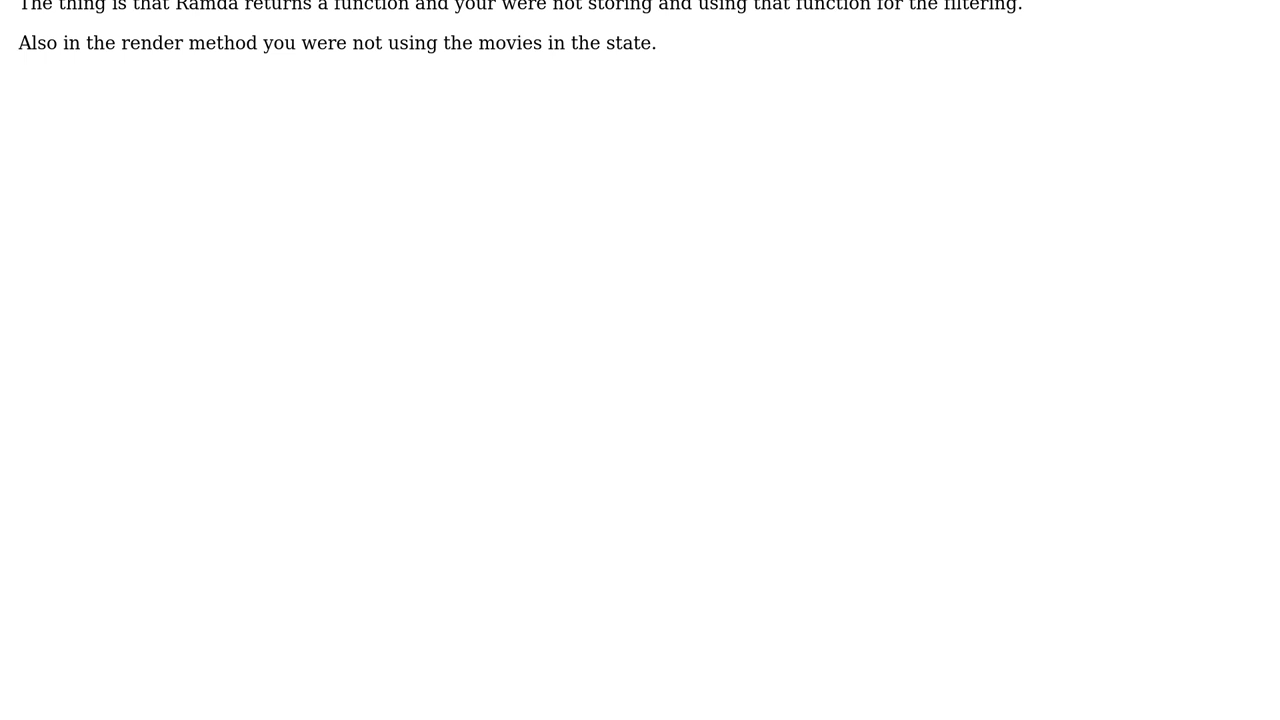 The thing is that Ramda returns a function and your were not storing and using that function for the filtering.
Also in the render method you were not using the movies in the state.